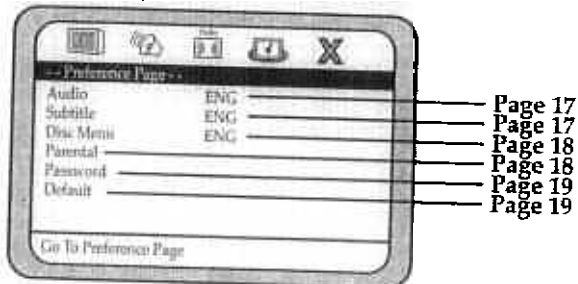 -- Preference Page --
Audio ENG Page 17
Subtitle ENG Page 17
Disc Menu ENG Page 18
Parental Page 18
Password Page 19
Default Page 19
Go To Preference Page